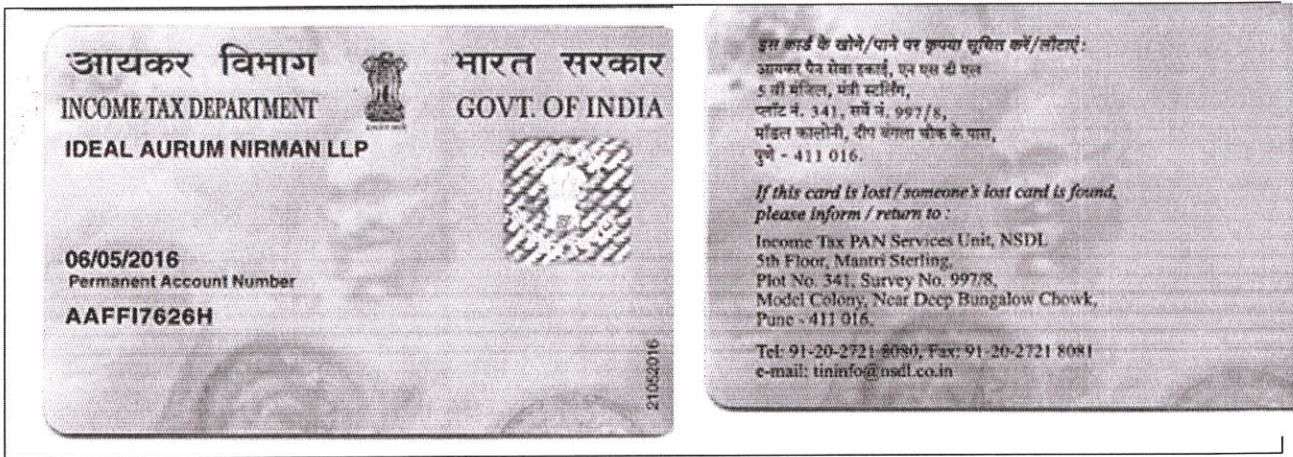 आयकर विभाग
INCOME TAX DEPARTMENT
भारत सरकार
GOVT. OF INDIA
IDEAL AURUM NIRMAN LLP
06/05/2016
Permanent Account Number
AAFFI7626H
21052016
इस कार्ड के खोने/पाने पर कृपया सूचित करें/लौटाएं:
आयकर पैन सेवा इकाई, एन एस डी एल
5 वीं मंजिल, मंत्री स्टर्लिंग,
प्लॉट नं. 341, सर्वे नं. 997/8,
मॉडल कालोनी, दीप बंगला चौक के पास,
पुणे - 411 016.
If this card is lost / someone's lost card is found,
please inform / return to :
Income Tax PAN Services Unit, NSDL
5th Floor, Mantri Sterling,
Plot No. 341, Survey No. 997/8,
Model Colony, Near Deep Bungalow Chowk,
Pune - 411 016.
Tel: 91-20-2721 8080, Fax: 91-20-2721 8081
e-mail: tininfo@nsdl.co.in